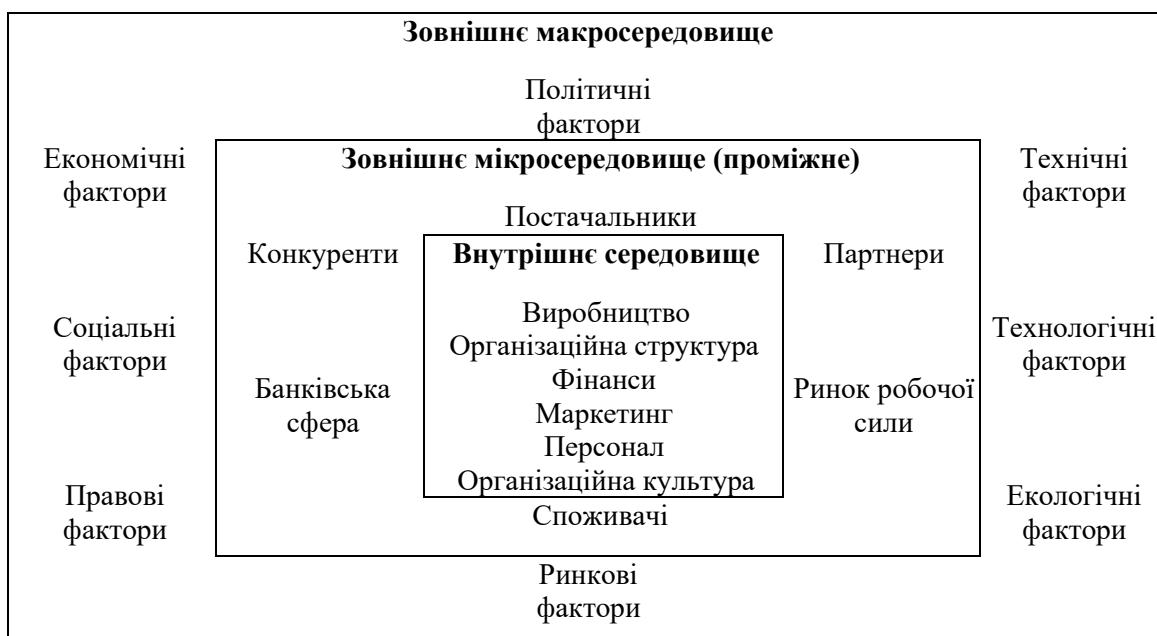 Зовнішнє макросередовище
Політичні
фактори
Економічні
фактори
Зовнішнє мікросередовище (проміжне)
Технічні
фактори
Постачальники
Конкуренти
Внутрішнє середовище
Партнери
Соціальні
фактори
Банківська
сфера
Виробництво
Організаційна структура
Фінанси
Маркетинг
Персонал
Організаційна культура
Ринок робочої
сили
Технологічні
фактори
Правові
фактори
Споживачі
Екологічні
фактори
Ринкові
фактори